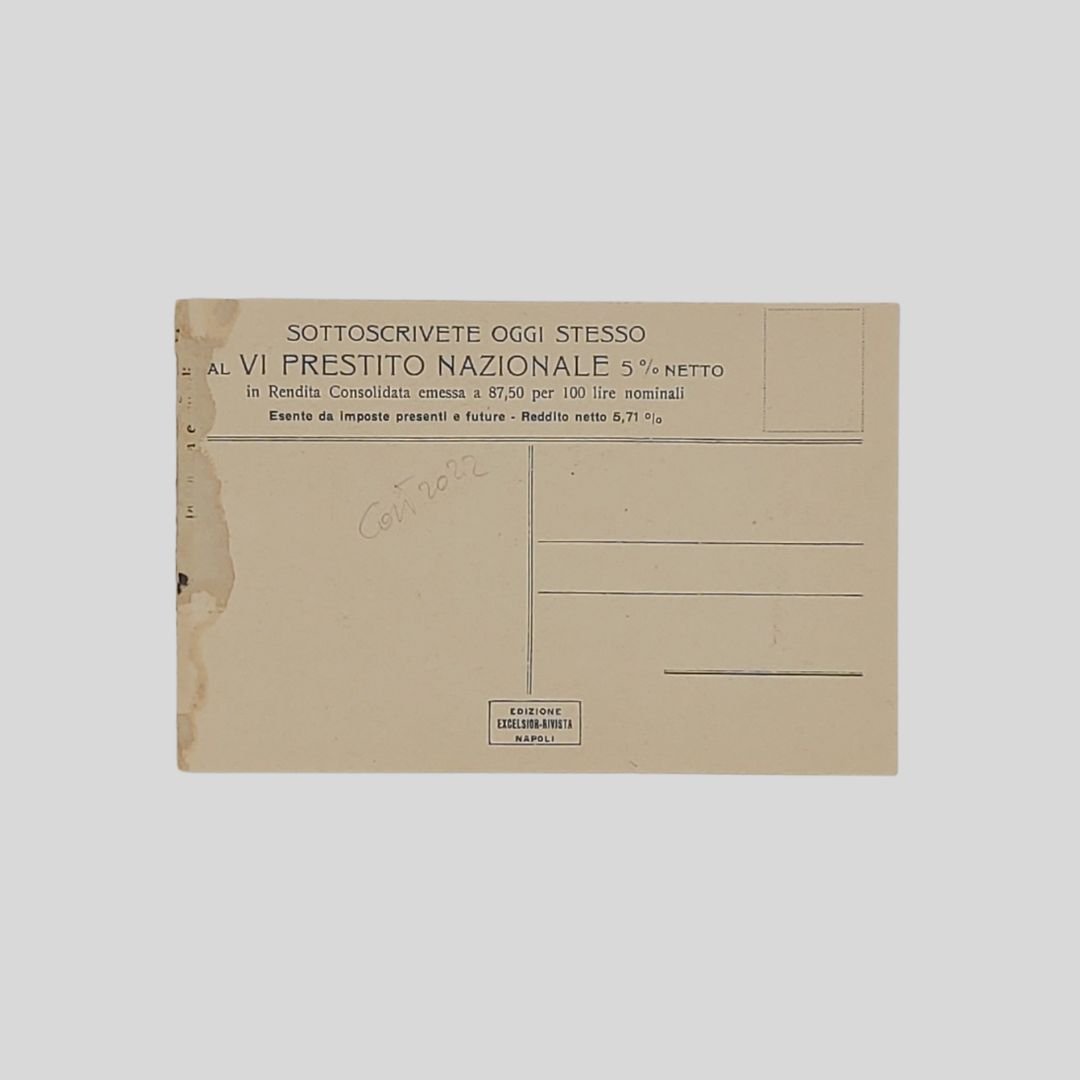 SOTTOSCRIVETE OGGI STESSO
AL VI PRESTITO NAZIONALE 5 % NETTO
in Rendita Consolidata emessa a 87,50 per 100 lire nominali
Esente da imposte presenti e future - Reddito netto 5,71 %
2022
EDIZIONE
EXCELSIOR-RIVISTA
NAPOLI